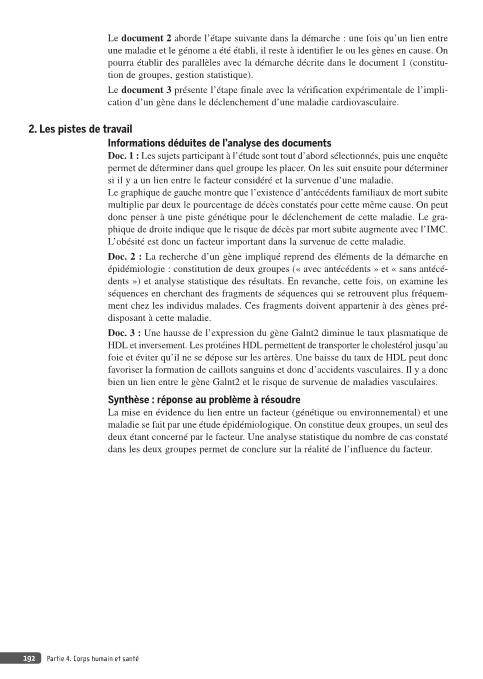 Le document 2 aborde l'étape suivante dans la démarche : une fois qu'un lien entre
une maladie et le génome a été établi, il reste à identifier le ou les gènes en cause. On
pourra établir des parallèles avec la démarche décrite dans le document 1 (constitu-
tion de groupes, gestion statistique).
Le document 3 présente l'étape finale avec la vérification expérimentale de l'impli-
cation d'un gène dans le déclenchement d'une maladie cardiovasculaire.
2. Les pistes de travail
Informations déduites de l'analyse des documents
Doc. 1 : Les sujets participant à l'étude sont tout d'abord sélectionnés, puis une enquête
permet de déterminer dans quel groupe les placer. On les suit ensuite pour déterminer
si il y a un lien entre le facteur considéré et la survenue d'une maladie.
Le graphique de gauche montre que l'existence d'antécédents familiaux de mort subite
multiplie par deux le pourcentage de décès constatés pour cette même cause. On peut
donc penser à une piste génétique pour le déclenchement de cette maladie. Le gra-
phique de droite indique que le risque de décès par mort subite augmente avec l'IMC.
L'obésité est donc un facteur important dans la survenue de cette maladie.
Doc. 2 : La recherche d'un gène impliqué reprend des éléments de la démarche en
épidémiologie : constitution de deux groupes (« avec antécédents » et « sans antécé-
dents ») et analyse statistique des résultats. En revanche, cette fois, on examine les
séquences en cherchant des fragments de séquences qui se retrouvent plus fréquem-
ment chez les individus malades. Ces fragments doivent appartenir à des gènes pré-
disposant à cette maladie.
Doc. 3 : Une hausse de l'expression du gène Galnt2 diminue le taux plasmatique de
HDL et inversement. Les protéines HDL permettent de transporter le cholestérol jusqu'au
foie et éviter qu'il ne se dépose sur les artères. Une baisse du taux de HDL peut donc
favoriser la formation de caillots sanguins et donc d'accidents vasculaires. Il y a donc
bien un lien entre le gène Galnt2 et le risque de survenue de maladies vasculaires.
Synthèse : réponse au problème à résoudre
La mise en évidence du lien entre un facteur (génétique ou environnemental) et une
maladie se fait par une étude épidémiologique. On constitue deux groupes, un seul des
deux étant concerné par le facteur. Une analyse statistique du nombre de cas constaté
dans les deux groupes permet de conclure sur la réalité de l'influence du facteur.
192 Partie 4. Corps humain et santé